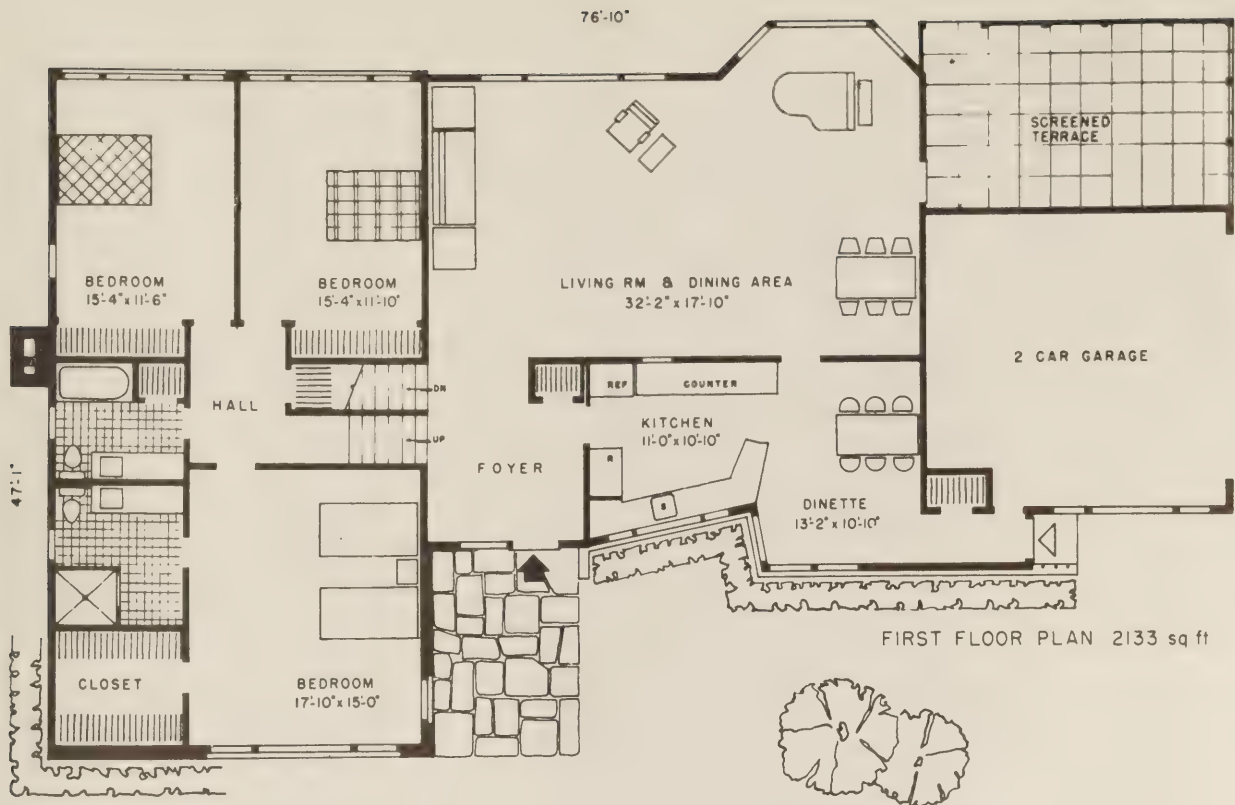 76'-10"
SCREENED
TERRACE
BEDROOM
15'-4" x 11'-6"
BEDROOM
15'-4" x 11'-10"
LIVING RM & DINING AREA
32'-2" x 17'-10"
2 CAR GARAGE
DN
REF
COUNTER
HALL
KITCHEN
11'-0" x 10'-10"
UP
FOYER
R
S
DINETTE
13'-2" x 10'-10"
47'-1"
CLOSET
BEDROOM
17'-10" x 15'-0"
FIRST FLOOR PLAN 2133 sq ft